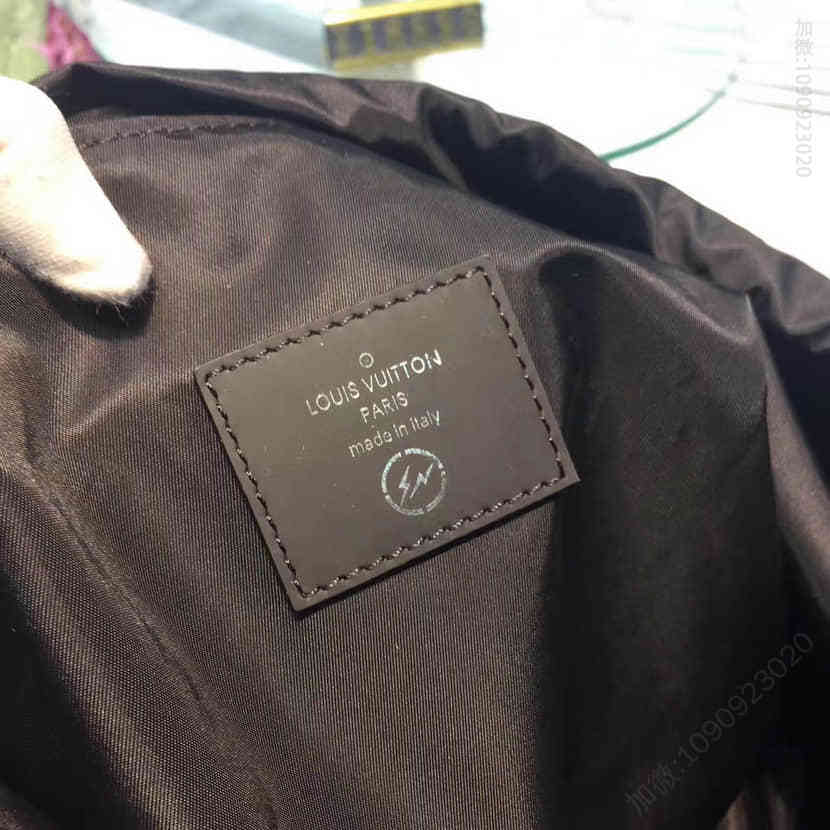 加微:1090923020
LOUIS VUITTON
PARIS
made in italy
加微:1090923020